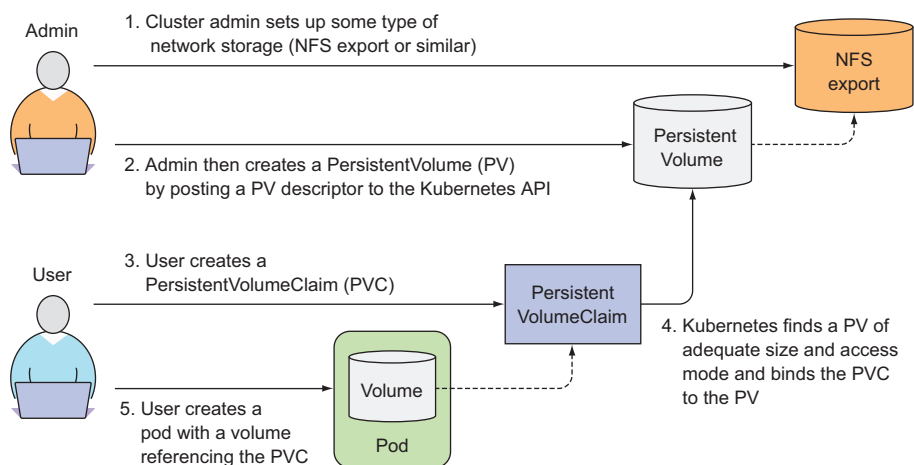 Admin
1. Cluster admin sets up some type of
network storage (NFS export or similar)
NFS
export
Persistent
Volume
2. Admin then creates a PersistentVolume (PV)
by posting a PV descriptor to the Kubernetes API
User
3. User creates a
PersistentVolumeClaim (PVC)
Persistent
VolumeClaim
4. Kubernetes finds a PV of
adequate size and access
mode and binds the PVC
to the PV
Volume
Pod
5. User creates a
pod with a volume
referencing the PVC